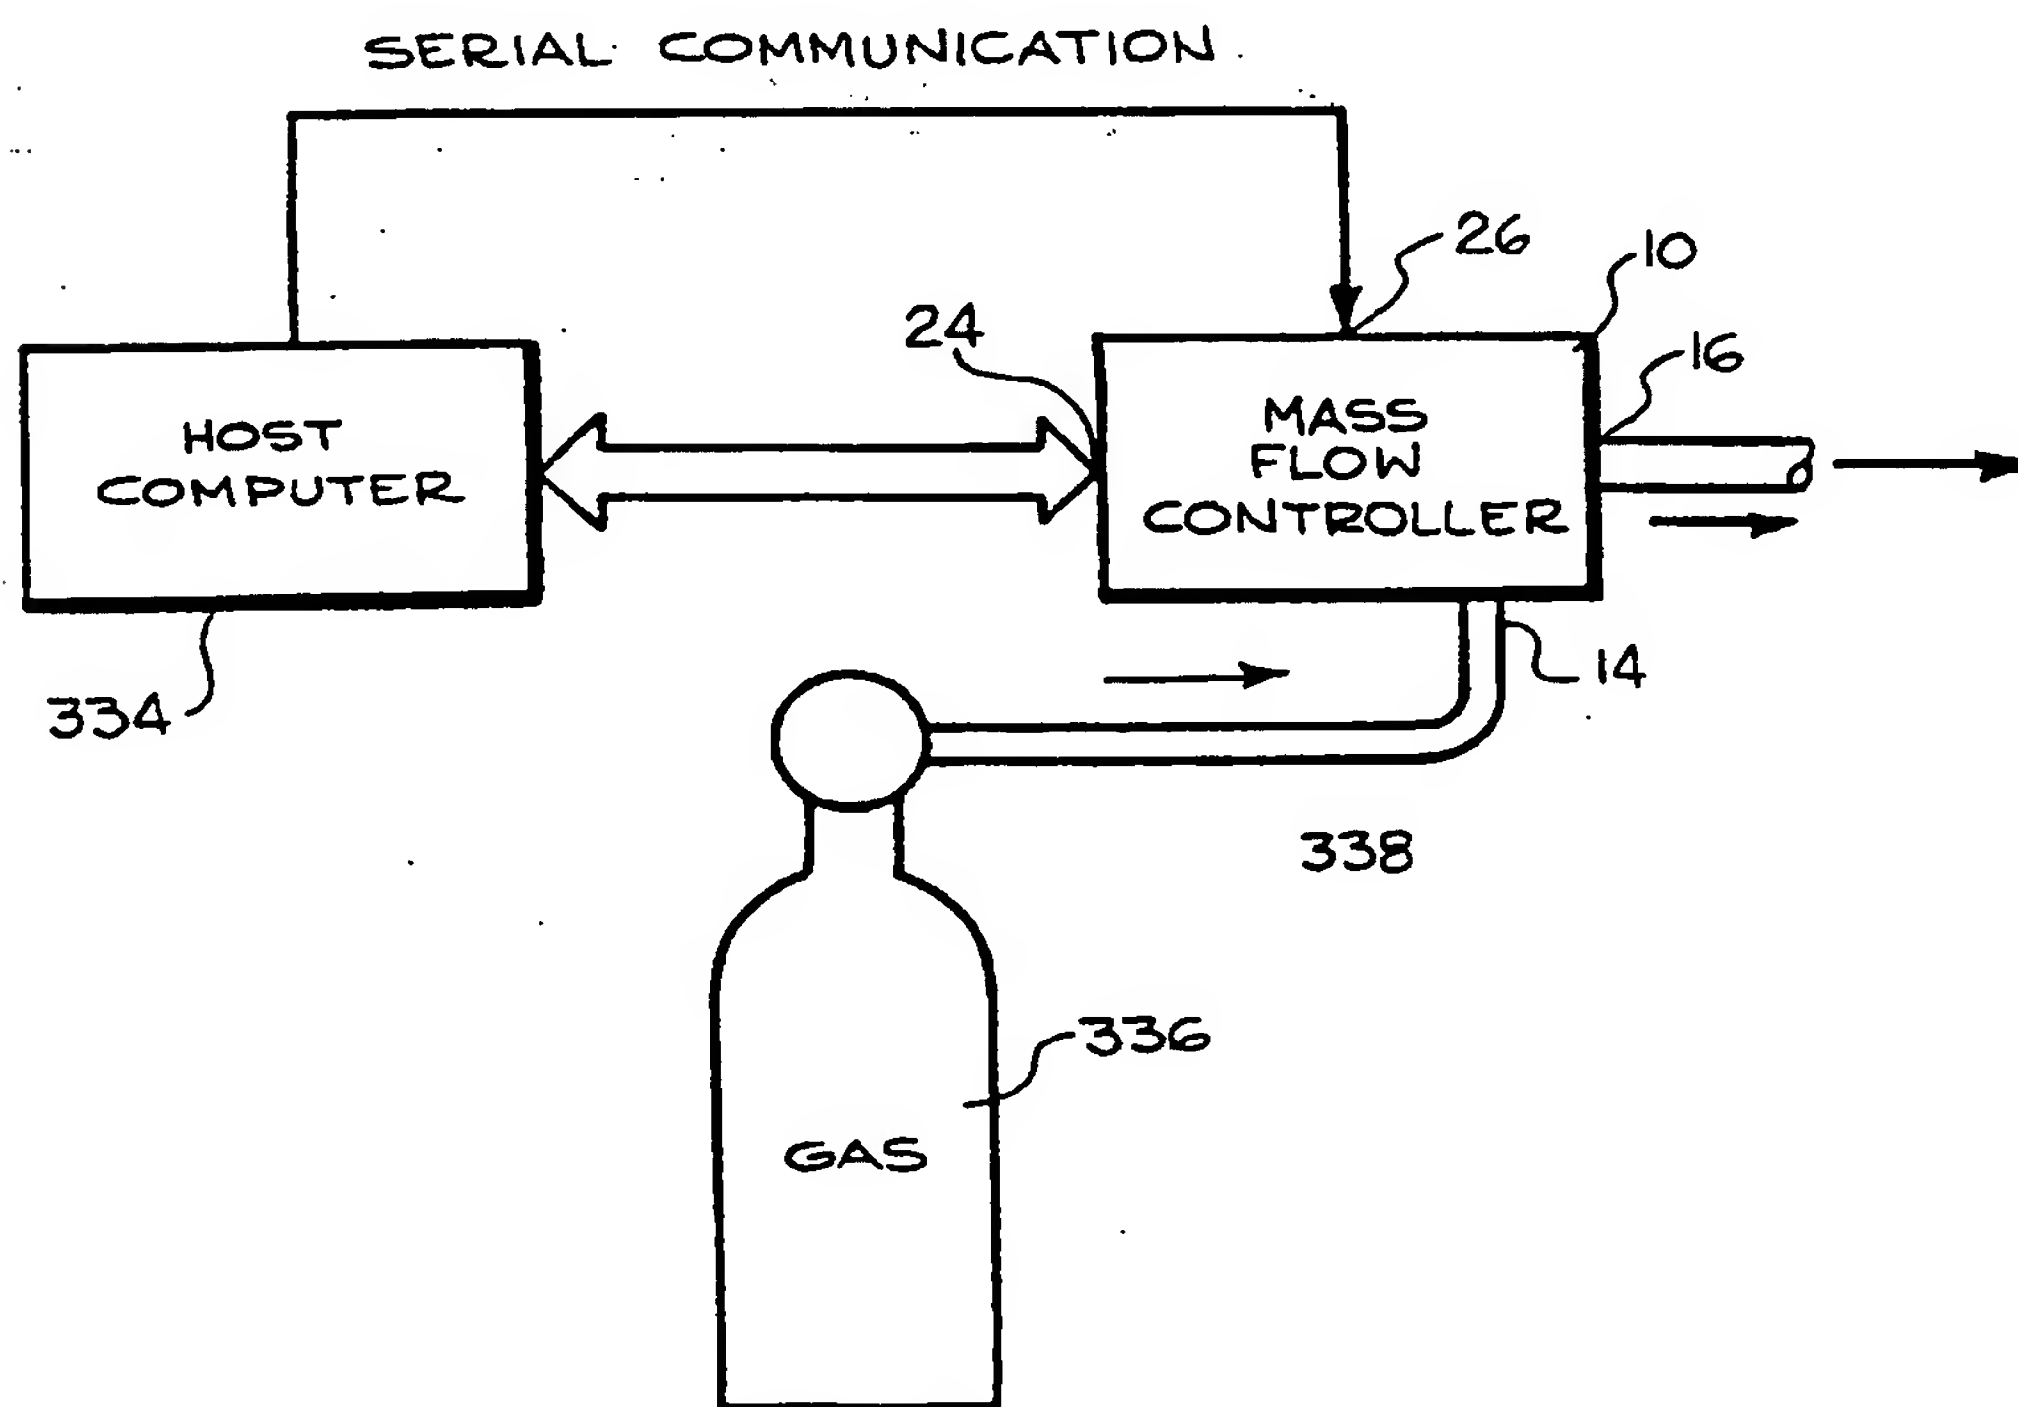 SERIAL COMMUNICATION
26
10
24
16
HOST
COMPUTER
MASS
FLOW
CONTROLLER
14
334
338
336
GAS